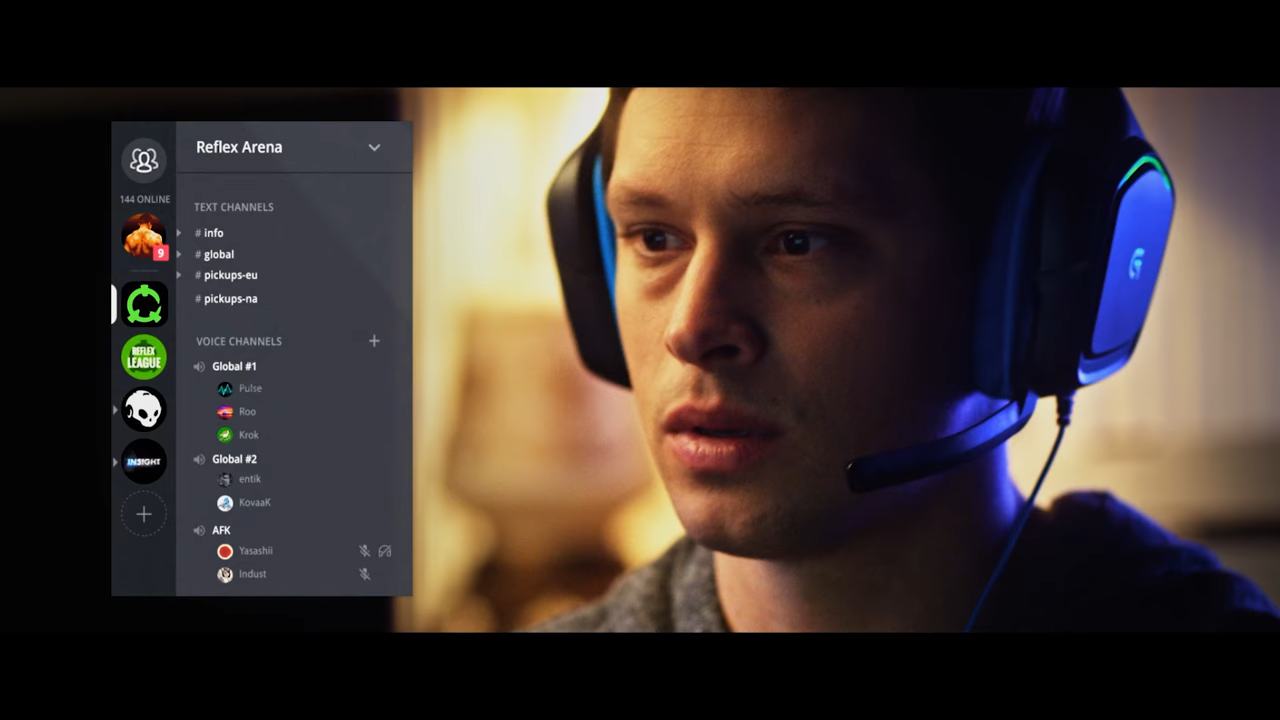 Reflex Arena
144 ONLINE
9
REFLEX
LEAGUE
INSIGHT
TEXT CHANNELS
# info
# global
# pickups-eu
# pickups-na
VOICE CHANNELS
Global #1
Pulse
Roo
Krok
Global #2
entik
KovaaK
AFK
Yasashii
Indust